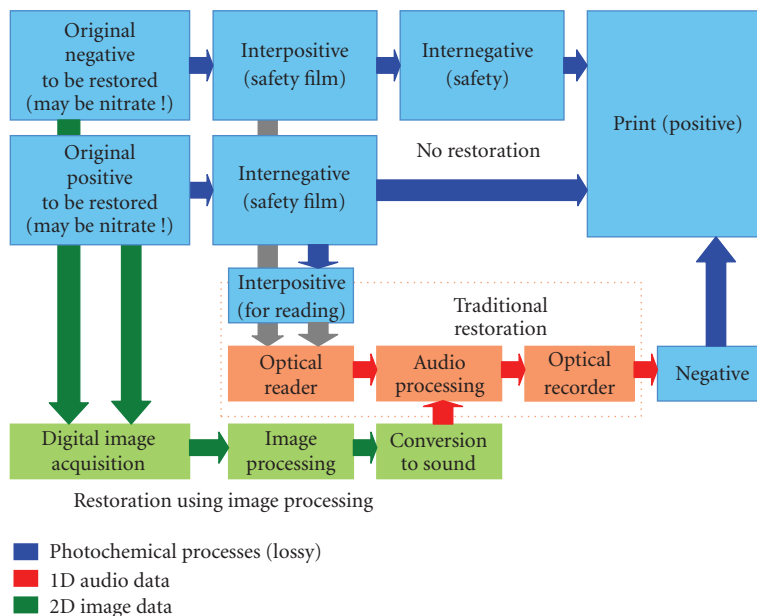 Original
negative
to be restored
(may be nitrate !)
Interpositive
(safety film)
Internegative
(safety)
Print (positive)
Original
positive
to be restored
(may be nitrate !)
Internegative
(safety film)
No restoration
Interpositive
(for reading)
Traditional
restoration
Optical
reader
Audio
processing
Optical
recorder
Negative
Digital image
acquisition
Image
processing
Conversion
to sound
Restoration using image processing
Photochemical processes (lossy)
1D audio data
2D image data